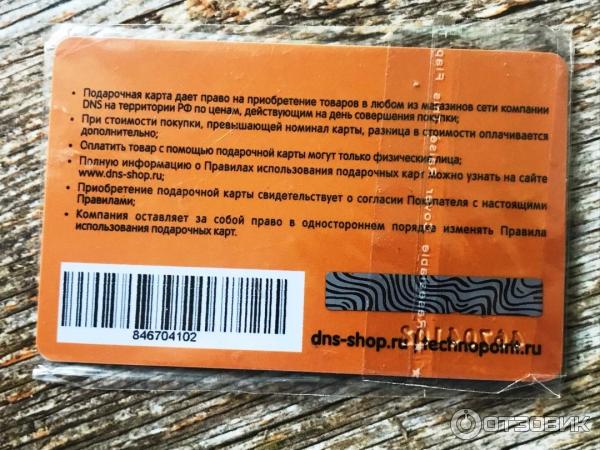 • Подарочная карта дает право на приобретение товаров в любом из магазинов сети компании
DNS на территории РФ по ценам, действующим на день совершения покупки;
• При стоимости покупки, превышающей номинал карты, разница в стоимости оплачивается
дополнительно;
• Оплатить товар с помощью подарочной карты могут только физические лица;
• Полную информацию о Правилах использования подарочных карт можно узнать на сайте
www.dns-shop.ru;
• Приобретение подарочной карты свидетельствует о согласии Покупателя с настоящими
Правилами;
• Компания оставляет за собой право в одностороннем порядке изменять Правила
использования подарочных карт.
846704102
dns-shop.ru technopoint.ru
ОТЗОВИК